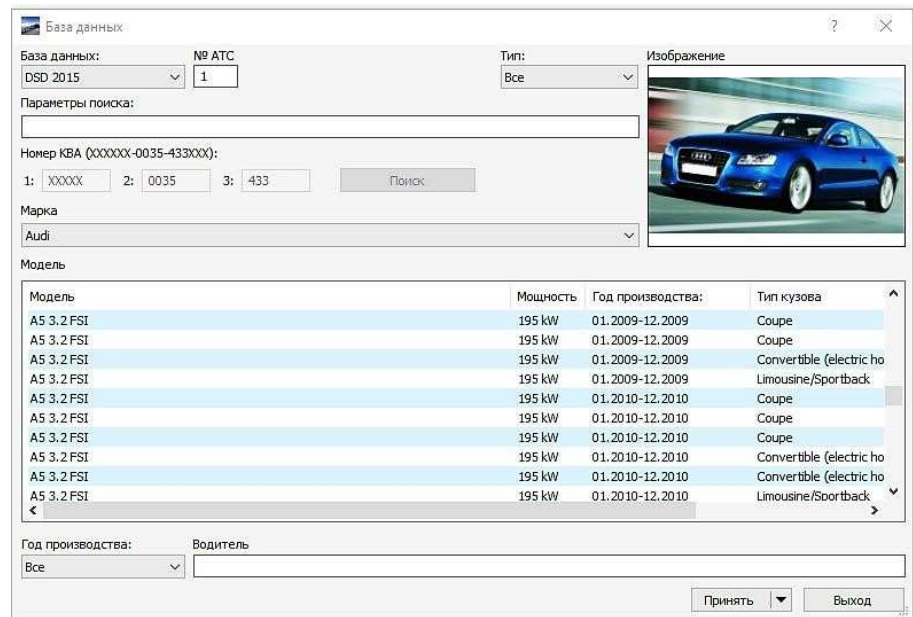 База данных
База данных: № АТС Тип: Изображение
DSD 2015 1 Все
Параметры поиска:
Номер KBA (XXXXXX-0035-433XXX):
1: XXXXX 2: 0035 3: 433 Поиск
Марка
Audi
Модель
Модель Мощность Год производства: Тип кузова
A5 3.2 FSI 195 kW 01.2009-12.2009 Coupe
A5 3.2 FSI 195 kW 01.2009-12.2009 Coupe
A5 3.2 FSI 195 kW 01.2009-12.2009 Convertible (electric ho
A5 3.2 FSI 195 kW 01.2009-12.2009 Limousine/Sportback
A5 3.2 FSI 195 kW 01.2010-12.2010 Coupe
A5 3.2 FSI 195 kW 01.2010-12.2010 Coupe
A5 3.2 FSI 195 kW 01.2010-12.2010 Coupe
A5 3.2 FSI 195 kW 01.2010-12.2010 Convertible (electric ho
A5 3.2 FSI 195 kW 01.2010-12.2010 Convertible (electric ho
A5 3.2 FSI 195 kW 01.2010-12.2010 Limousine/Sportback
Год производства: Водитель
Все
Принять Выход